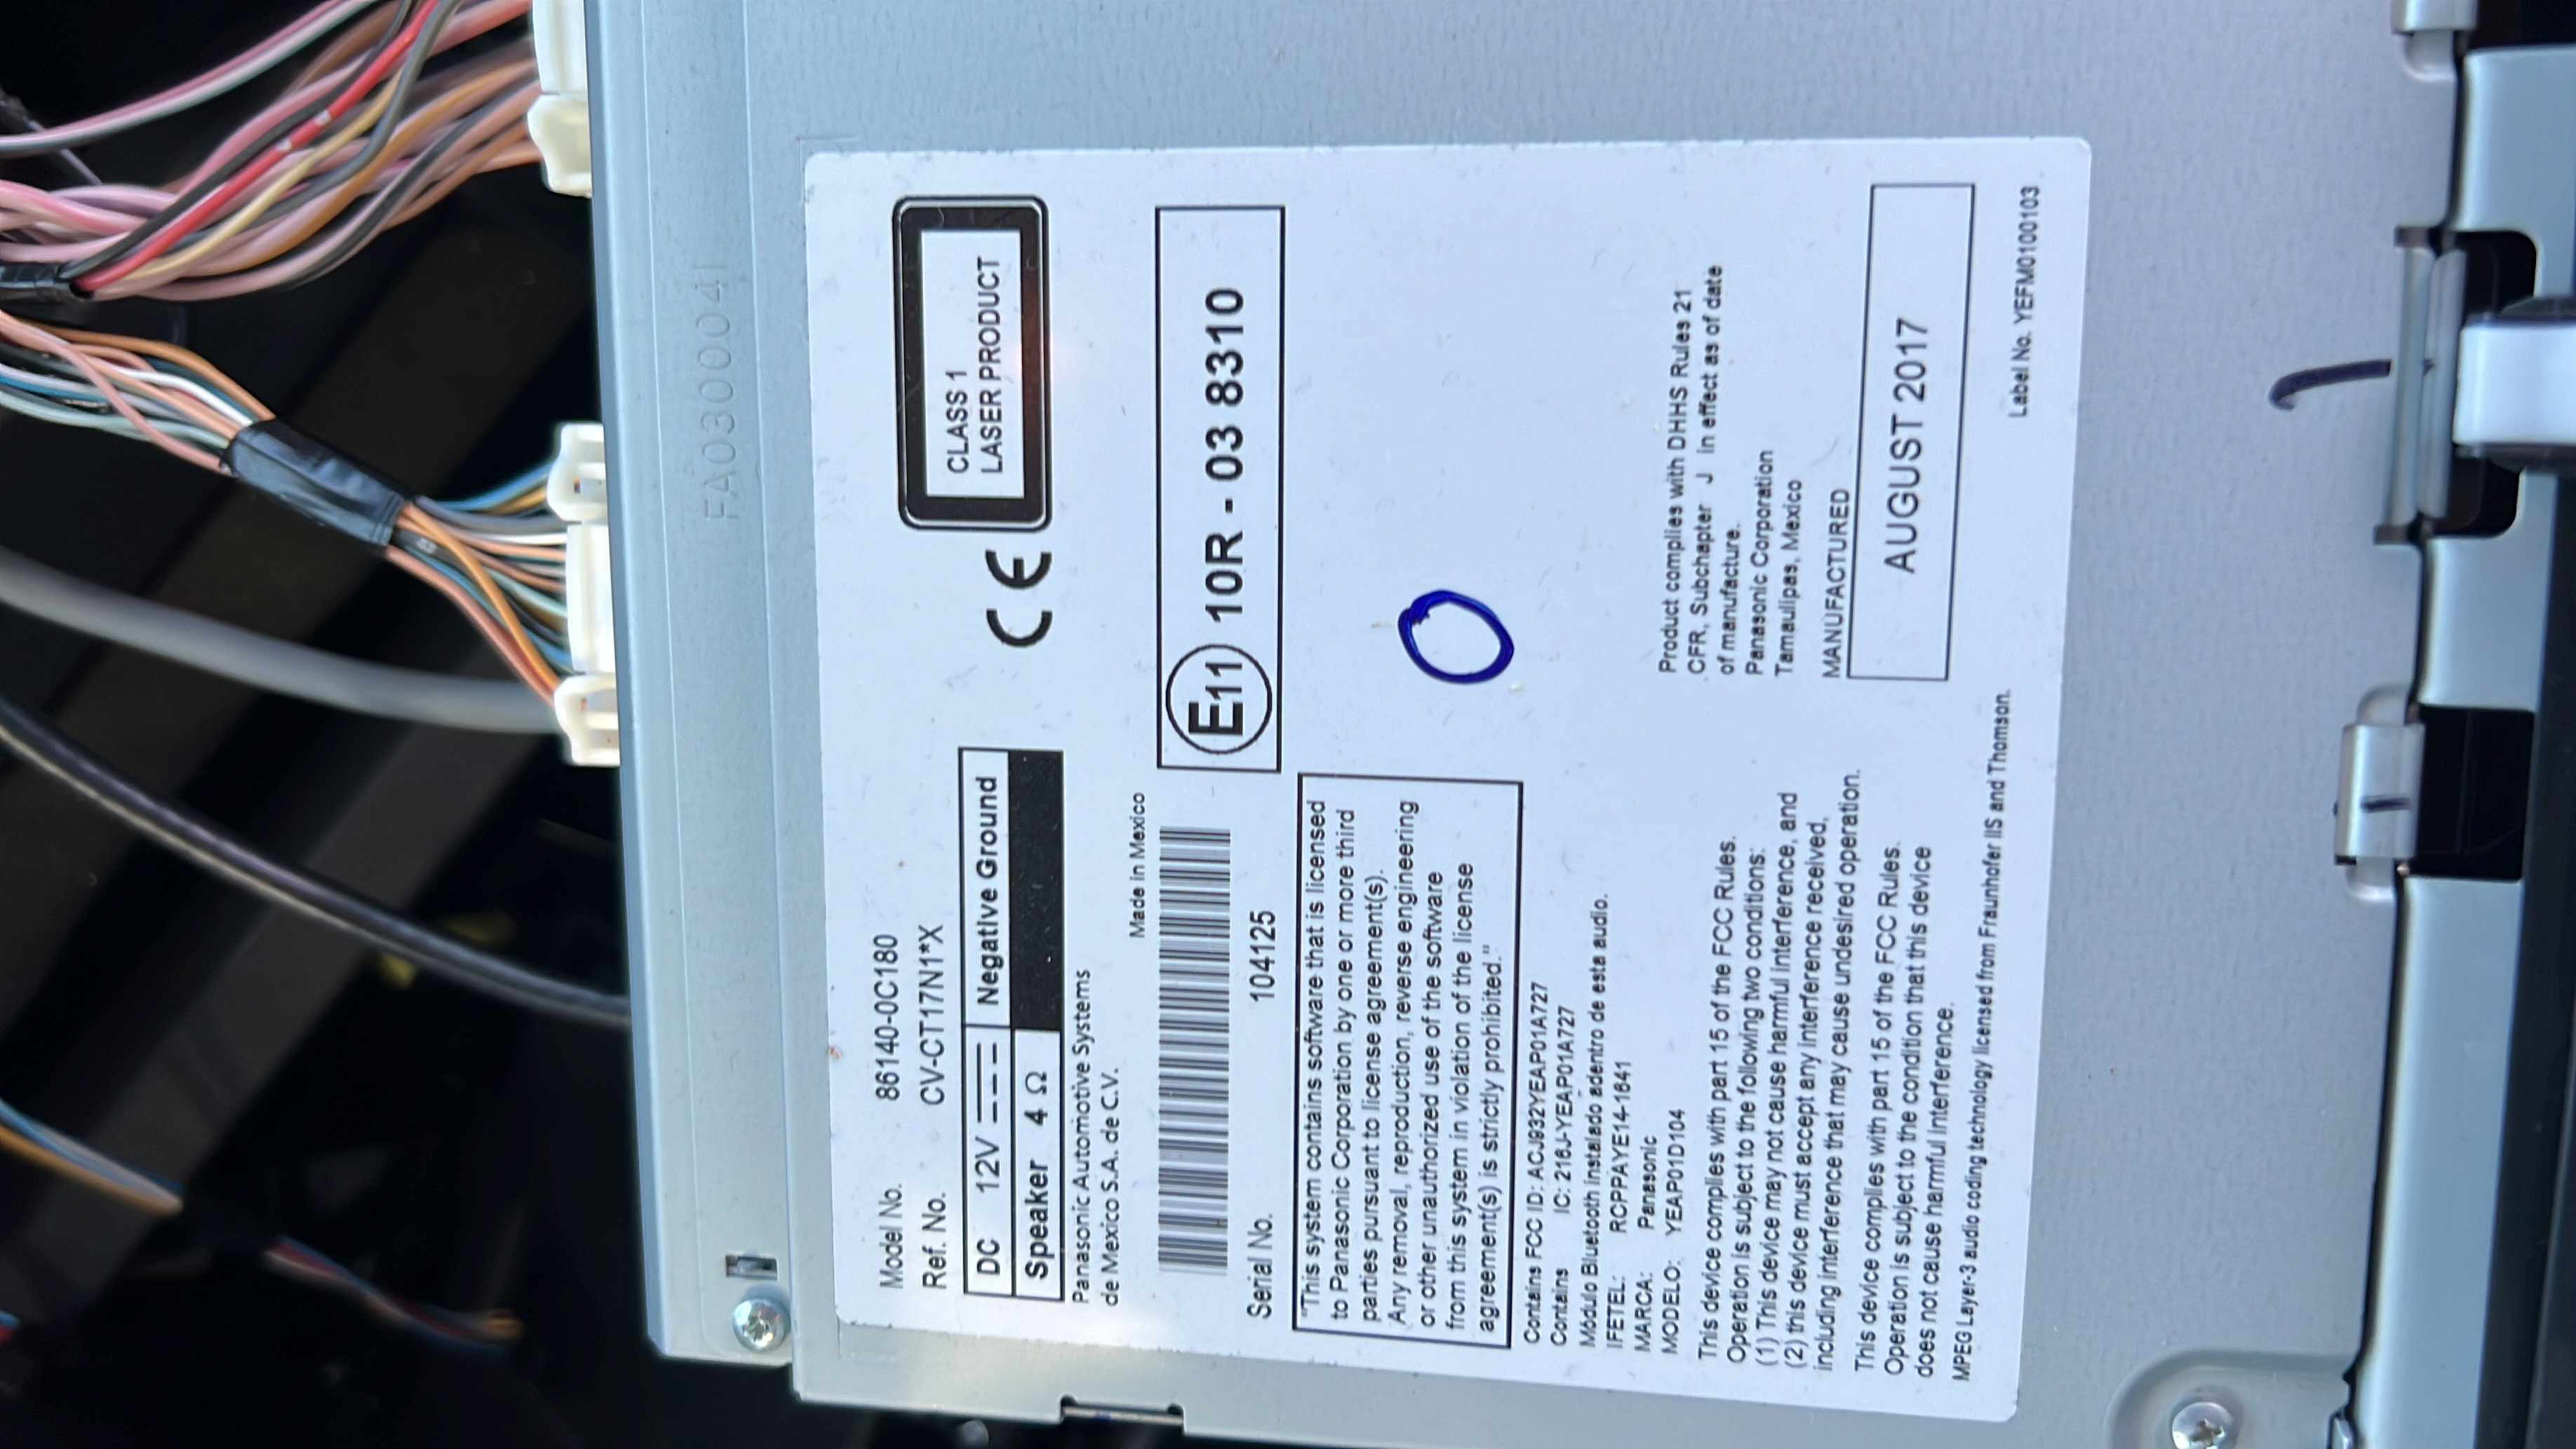 FA030004
Model No. 86140-0C180
Ref. No. CV-CT17N1*X
DC 12V Negative Ground
Speaker 4 Ω
CLASS 1
LASER PRODUCT
CE
Panasonic Automotive Systems
de Mexico S.A. de C.V.
Made in Mexico
E11 10R - 03 8310
Serial No. 104125
"This system contains software that is licensed
to Panasonic Corporation by one or more third
parties pursuant to license agreement(s).
Any removal, reproduction, reverse engineering
or other unauthorized use of the software
from this system in violation of the license
agreement(s) is strictly prohibited."
Contains FCC ID: ACJ932YEAP01A727
Contains IC: 216J-YEAP01A727
Módulo Bluetooth instalado adentro de esta audio.
IFETEL: RCPPAYE14-1641
MARCA: Panasonic
MODELO: YEAP01D104
This device complies with part 15 of the FCC Rules.
Operation is subject to the following two conditions:
(1) This device may not cause harmful interference, and
(2) this device must accept any interference received,
including interference that may cause undesired operation.
This device complies with part 15 of the FCC Rules.
Operation is subject to the condition that this device
does not cause harmful interference.
MPEG Layer-3 audio coding technology licensed from Fraunhofer IIS and Thomson.
Product complies with DHHS Rules 21
CFR, Subchapter J in effect as of date
of manufacture.
Panasonic Corporation
Tamaulipas, Mexico
MANUFACTURED
AUGUST 2017
Label No. YEFM0100103